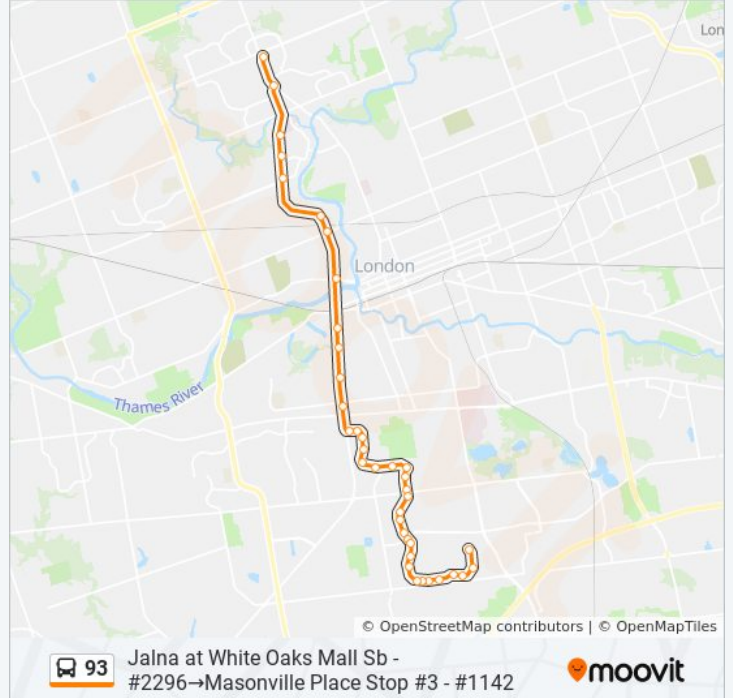 Lon
London
Thames River
© OpenStreetMap contributors | © OpenMapTiles
93
Jalna at White Oaks Mall Sb -
#2296→Masonville Place Stop #3 - #1142
moovit